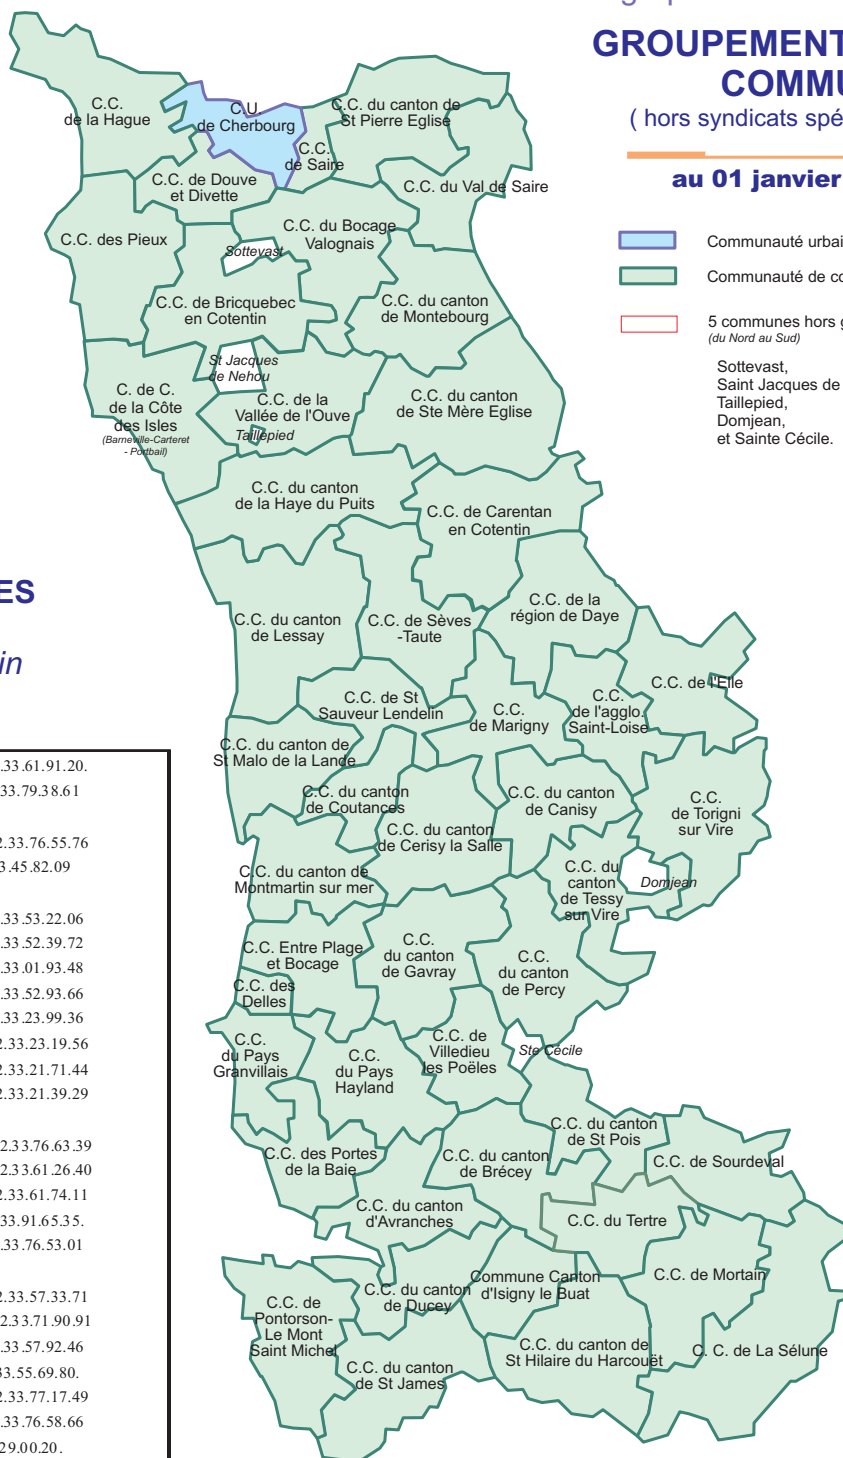 GROUPEMENT
COMMU
( hors syndicats spé
au 01 janvier
Communauté urbai
Communauté de co
5 communes hors g
(du Nord au Sud)
Sottevast,
Saint Jacques de
Taillepied,
Domjean,
et Sainte Cécile.
C.C.
de la Hague
C.U.
de Cherbourg
C.C. du canton de
St Pierre Eglise
C.C.
de Saire
C.C. de Douve
et Divette
C.C. du Val de Saire
C.C. des Pieux
C.C. du Bocage
Valognais
Sottevast
C.C. de Bricquebec
en Cotentin
C.C. du canton
de Montebourg
St Jacques
de Nehou
C. de C.
de la Côte
des Isles
(Barneville-Carteret
- Portbail)
C.C. de la
Vallée de l'Ouve
Taillepied
C.C. du canton
de Ste Mère Eglise
C.C. du canton
de la Haye du Puits
C.C. de Carentan
en Cotentin
ES
in
C.C. du canton
de Lessay
C.C. de Sèves
-Taute
C.C. de la
région de Daye
C.C. de l'Elle
C.C. de St
Sauveur Lendelin
C.C.
de Marigny
C.C.
de l'agglo.
Saint-Loise
C.C. du canton de
St Malo de la Lande
C.C. du canton
de Coutances
C.C. du canton
de Canisy
C.C.
de Torigni
sur Vire
C.C. du canton
de Cerisy la Salle
C.C. du canton de
Montmartin sur mer
C.C. du
canton
de Tessy
sur Vire
Domjean
C.C. Entre Plage
et Bocage
C.C.
du canton
de Gavray
C.C.
du canton
de Percy
C.C. des
Delles
C.C.
du Pays
Granvillais
C.C.
du Pays
Hayland
C.C. de
Villedieu
les Poëles
Ste Cécile
C.C. du canton
de St Pois
C.C. des Portes
de la Baie
C.C. du canton
de Brécey
C.C. de Sourdeval
C.C. du canton
d'Avranches
C.C. du Tertre
C.C. de Mortain
C.C. de
Pontorson-
Le Mont
Saint Michel
C.C. du canton
de Ducey
Commune Canton
d'Isigny le Buat
C.C. du canton
de St James
C.C. du canton de
St Hilaire du Harcouët
C. C. de La Sélune
.33.61.91.20.
33.79.38.61
2.33.76.55.76
3.45.82.09
.33.53.22.06
.33.52.39.72
.33.01.93.48
.33.52.93.66
.33.23.99.36
2.33.23.19.56
2.33.21.71.44
2.33.21.39.29
2.33.76.63.39
2.33.61.26.40
2.33.61.74.11
.33.91.65.35.
.33.76.53.01
2.33.57.33.71
2.33.71.90.91
.33.57.92.46
33.55.69.80.
2.33.77.17.49
.33.76.58.66
29.00.20.